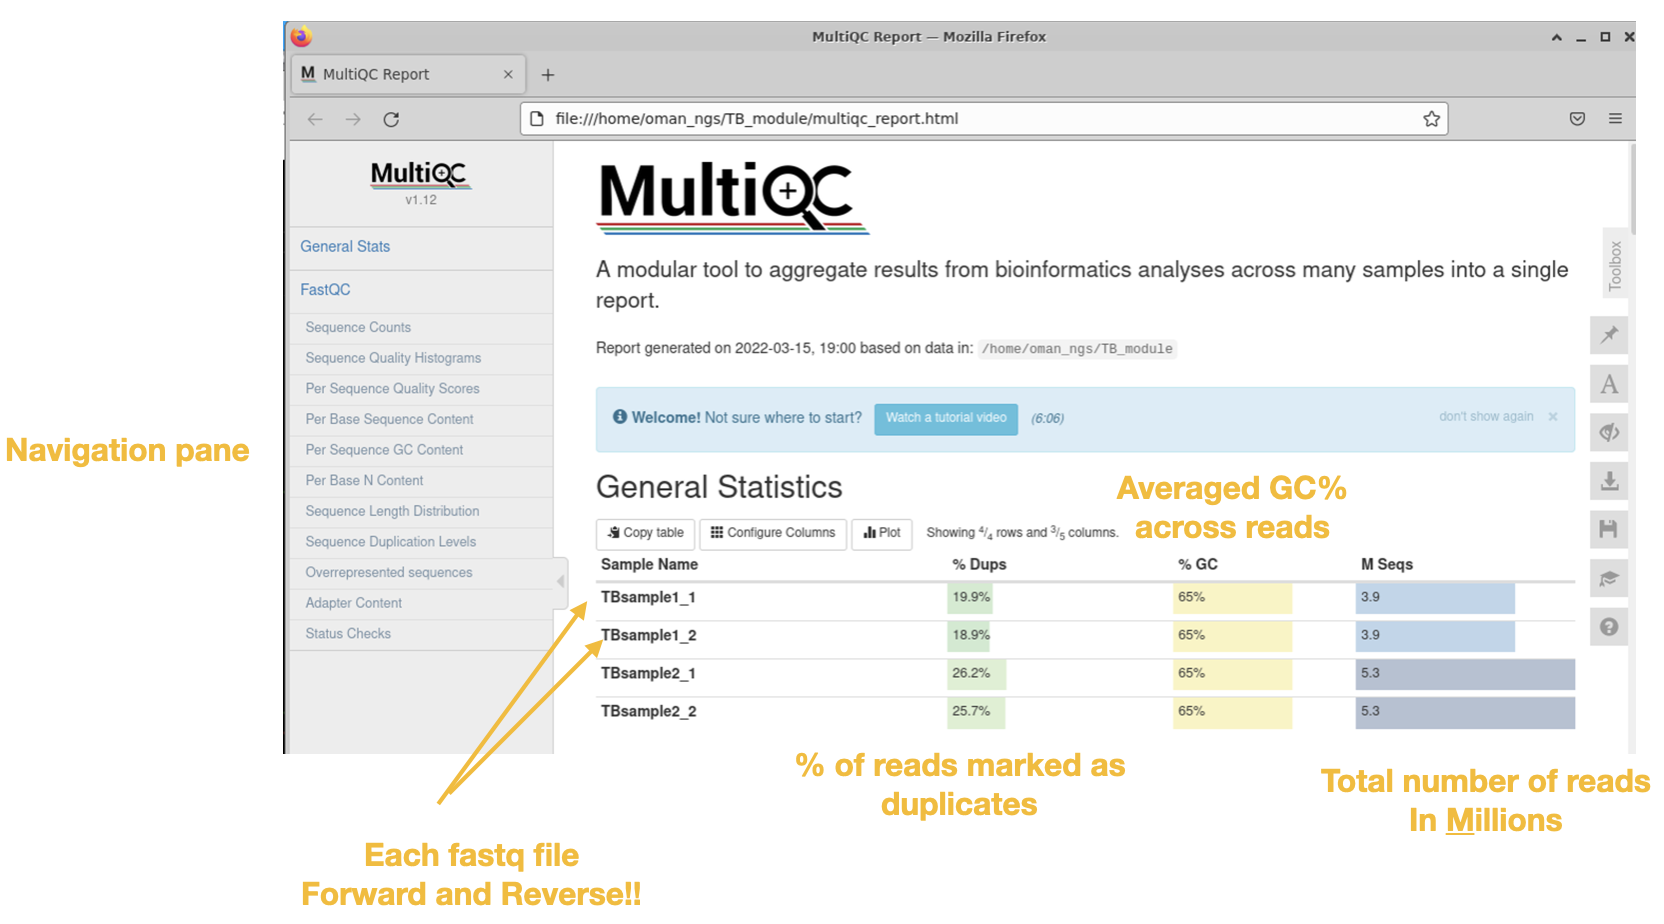 MultiQC Report — Mozilla Firefox
M MultiQC Report
file:///home/oman_ngs/TB_module/multiqc_report.html
MultiQC
v1.12
General Stats
FastQC
Sequence Counts
Sequence Quality Histograms
Per Sequence Quality Scores
Per Base Sequence Content
Per Sequence GC Content
Per Base N Content
Sequence Length Distribution
Sequence Duplication Levels
Overrepresented sequences
Adapter Content
Status Checks
Navigation pane
MultiQC
A modular tool to aggregate results from bioinformatics analyses across many samples into a single
report.
Report generated on 2022-03-15, 19:00 based on data in: /home/oman_ngs/TB_module
Welcome! Not sure where to start? Watch a tutorial video (6:06) don't show again ×
Toolbox
A
General Statistics
Averaged GC%
across reads
Copy table Configure Columns Plot Showing 4/4 rows and 3/5 columns.
Sample Name % Dups % GC M Seqs
TBsample1_1 19.9% 65% 3.9
TBsample1_2 18.9% 65% 3.9
TBsample2_1 26.2% 65% 5.3
TBsample2_2 25.7% 65% 5.3
% of reads marked as
duplicates
Total number of reads
In Millions
Each fastq file
Forward and Reverse!!